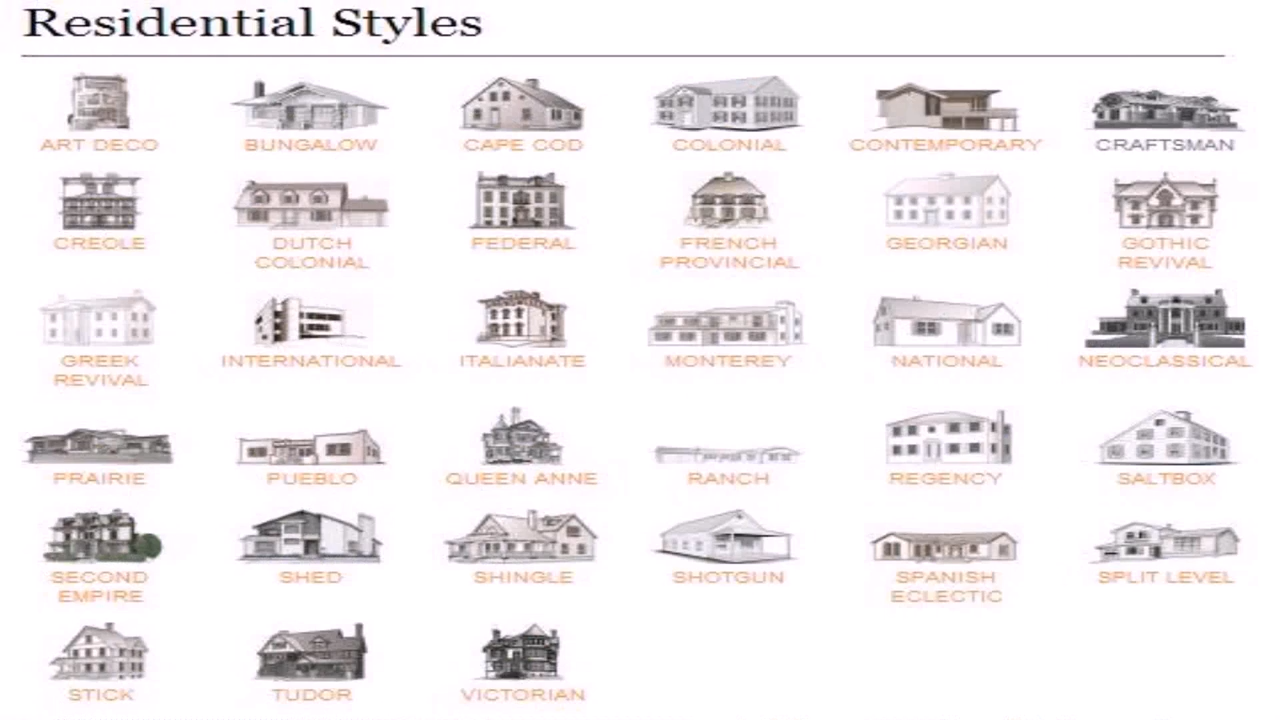 Residential Styles
ART DECO
BUNGALOW
CAPE COD
COLONIAL
CONTEMPORARY
CRAFTSMAN
CREOLE
DUTCH
COLONIAL
FEDERAL
FRENCH
PROVINCIAL
GEORGIAN
GOTHIC
REVIVAL
GREEK
REVIVAL
INTERNATIONAL
ITALIANATE
MONTEREY
NATIONAL
NEOCLASSICAL
PRAIRIE
PUEBLO
QUEEN ANNE
RANCH
REGENCY
SALTBOX
SECOND
EMPIRE
SHED
SHINGLE
SHOTGUN
SPANISH
ECLECTIC
SPLIT LEVEL
STICK
TUDOR
VICTORIAN